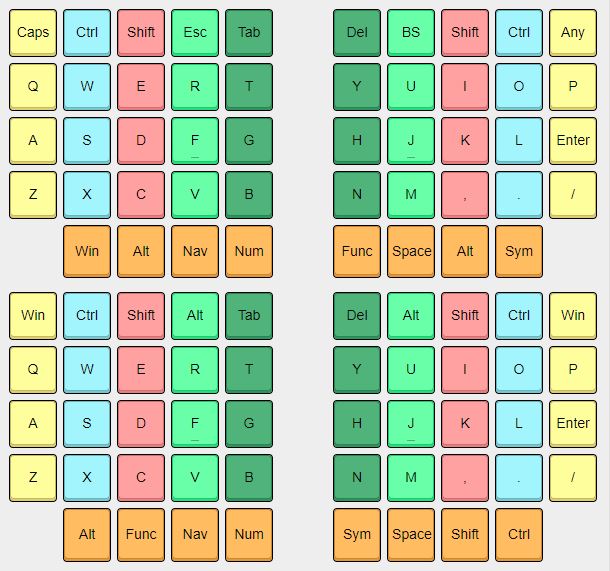 Caps Ctrl Shift Esc Tab Del BS Shift Ctrl Any
Q W E R T Y U I O P
A S D F G H J K L Enter
Z X C V B N M , . /
Win Alt Nav Num Func Space Alt Sym
Win Ctrl Shift Alt Tab Del Alt Shift Ctrl Win
Q W E R T Y U I O P
A S D F G H J K L Enter
Z X C V B N M , . /
Alt Func Nav Num Sym Space Shift Ctrl